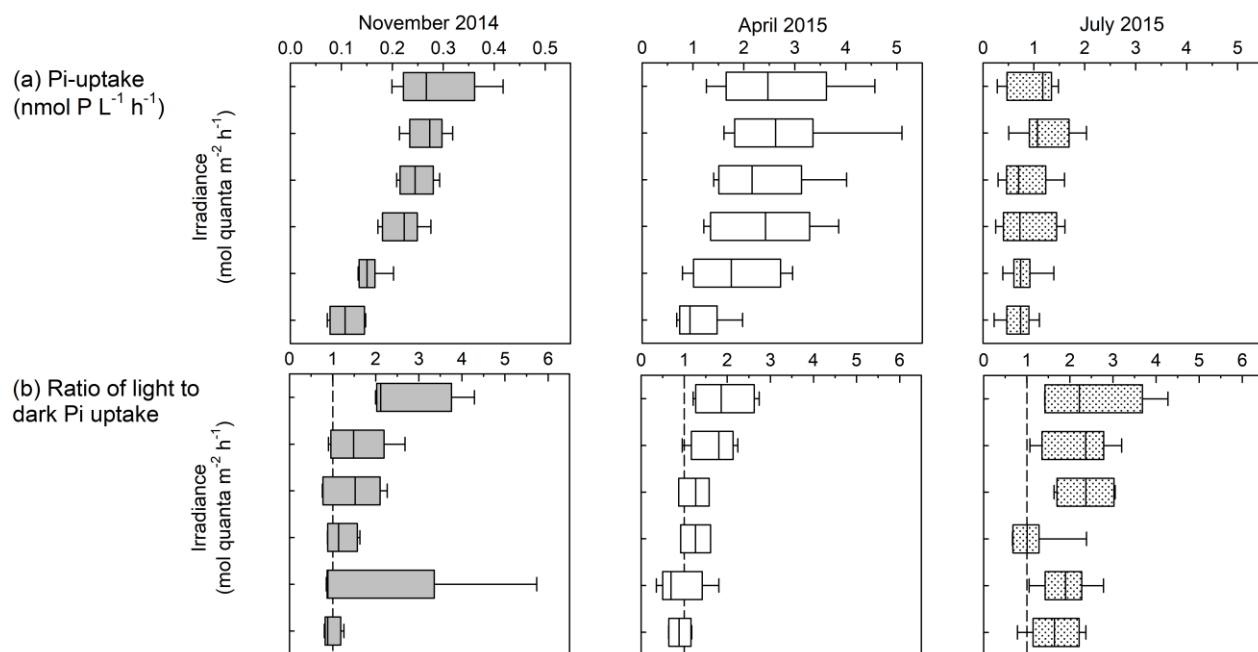 November 2014
April 2015
July 2015
0.0 0.1 0.2 0.3 0.4 0.5
0 1 2 3 4 5
0 1 2 3 4 5
(a) Pi-uptake
(nmol P L⁻¹ h⁻¹)
Irradiance
(mol quanta m⁻² h⁻¹)
0 1 2 3 4 5 6
0 1 2 3 4 5 6
0 1 2 3 4 5 6
(b) Ratio of light to
dark Pi uptake
Irradiance
(mol quanta m⁻² h⁻¹)